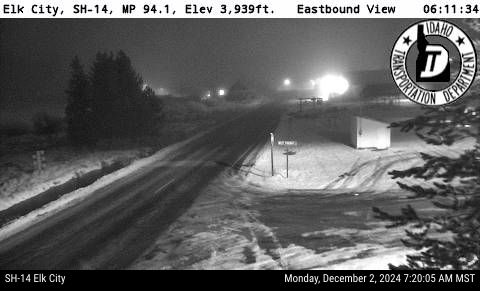 Elk City, SH-14, MP 94.1, Elev 3,939ft. Eastbound View 06:11:34
IDAHO
TRANSPORTATION DEPARTMENT
SH-14 Elk City Monday, December 2, 2024 7:20:05 AM MST